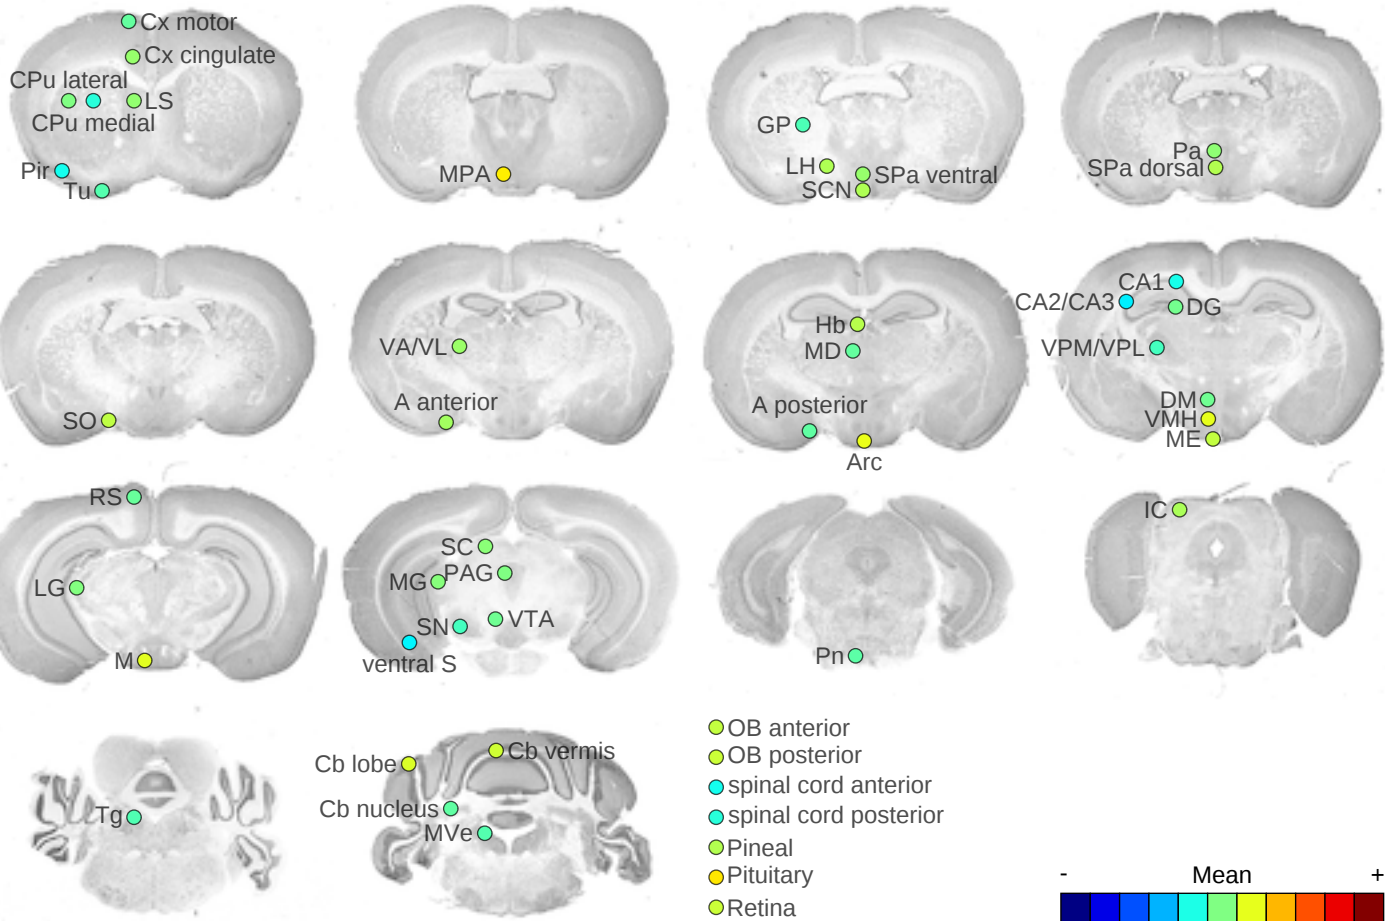 Cx motor
Cx cingulate
CPu lateral
LS
CPu medial
Pir
Tu
MPA
GP
LH
SPa ventral
SCN
Pa
SPa dorsal
SO
VA/VL
A anterior
Hb
MD
A posterior
Arc
CA1
CA2/CA3
DG
VPM/VPL
DM
VMH
ME
RS
LG
M
SC
MG
PAG
SN
VTA
ventral S
Pn
IC
Tg
Cb lobe
Cb vermis
Cb nucleus
MVe
OB anterior
OB posterior
spinal cord anterior
spinal cord posterior
Pineal
Pituitary
Retina
- Mean +